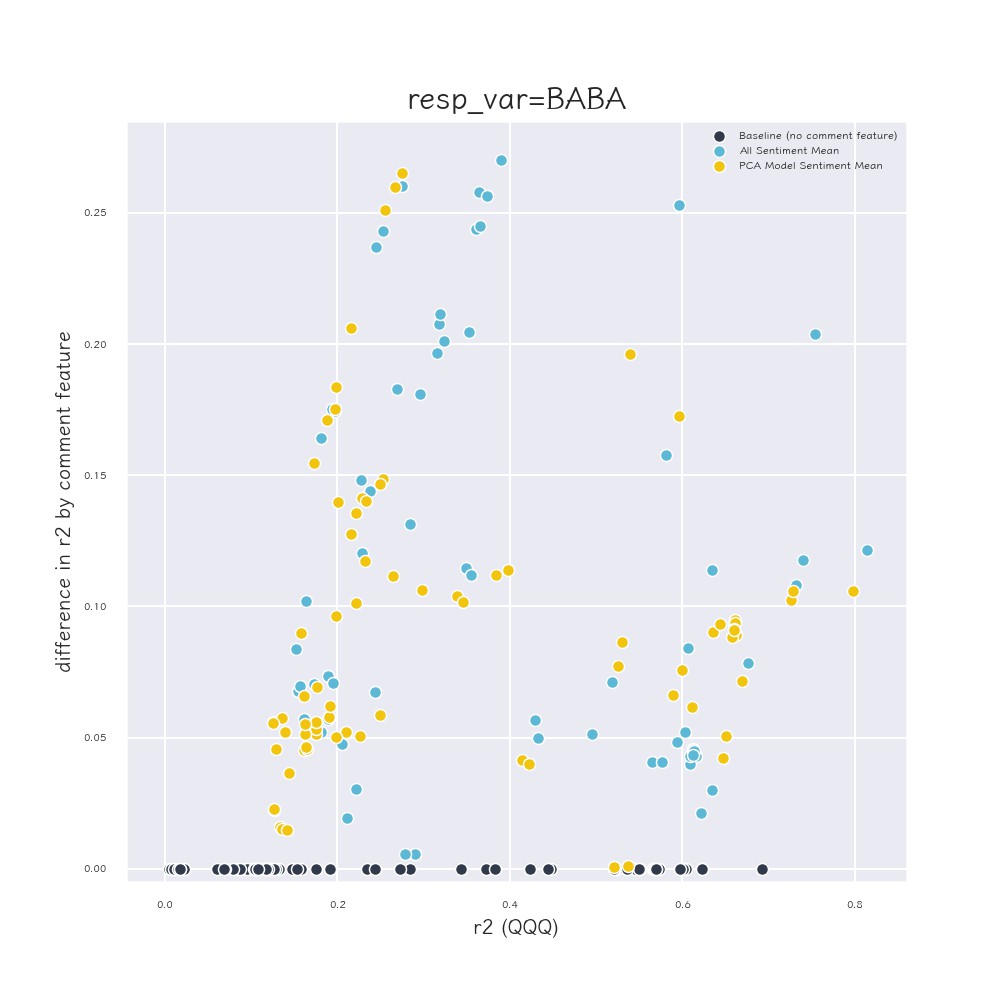 resp_var=BABA
Baseline (no comment feature)
All Sentiment Mean
PCA Model Sentiment Mean
difference in r2 by comment feature
0.25
0.20
0.15
0.10
0.05
0.00
0.0 0.2 0.4 0.6 0.8
r2 (QQQ)